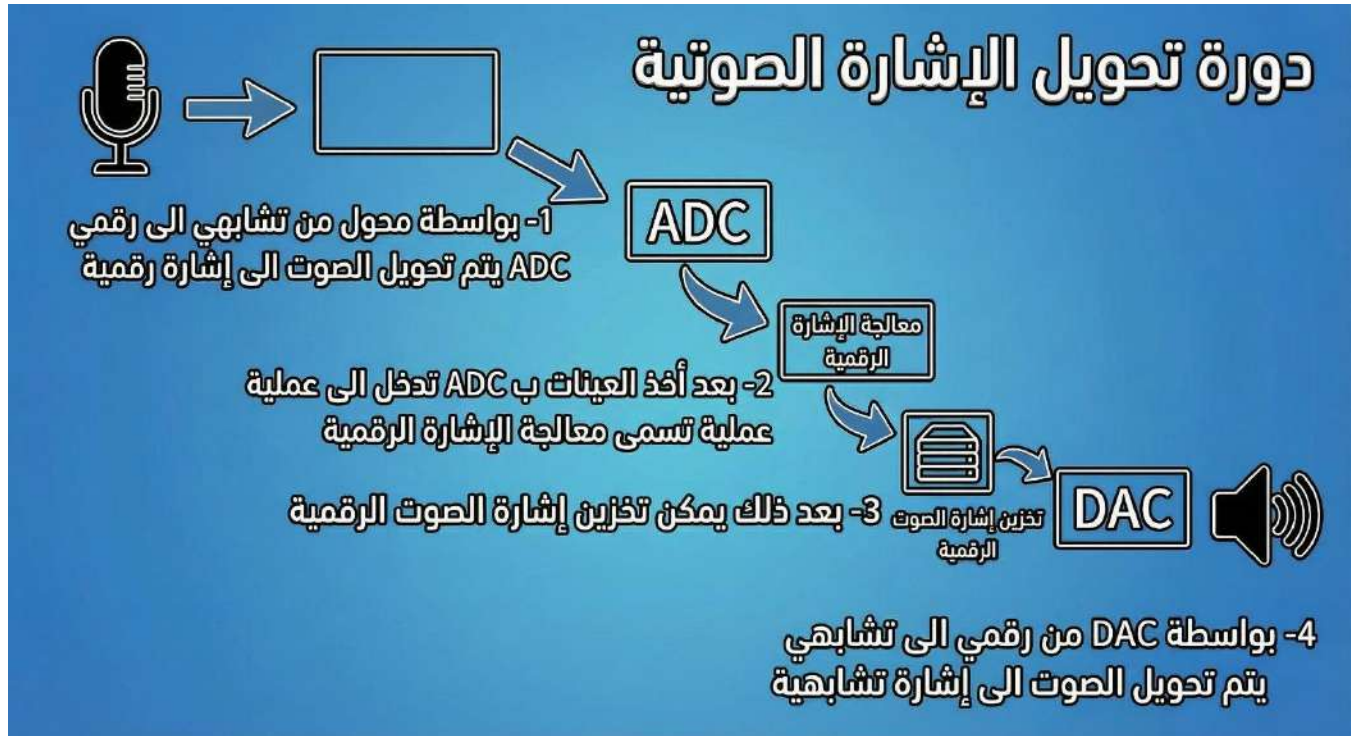 دورة تحويل الإشارة الصوتية
ADC
1- بواسطة محول من تشابهي الى رقمي
ADC يتم تحويل الصوت الى إشارة رقمية
معالجة الإشارة
الرقمية
2- بعد أخذ العينات ب ADC تدخل الى عملية
عملية تسمى معالجة الإشارة الرقمية
DAC
تخزين إشارة الصوت
الرقمية
3- بعد ذلك يمكن تخزين إشارة الصوت الرقمية
4- بواسطة DAC من رقمي الى تشابهي
يتم تحويل الصوت الى إشارة تشابهية